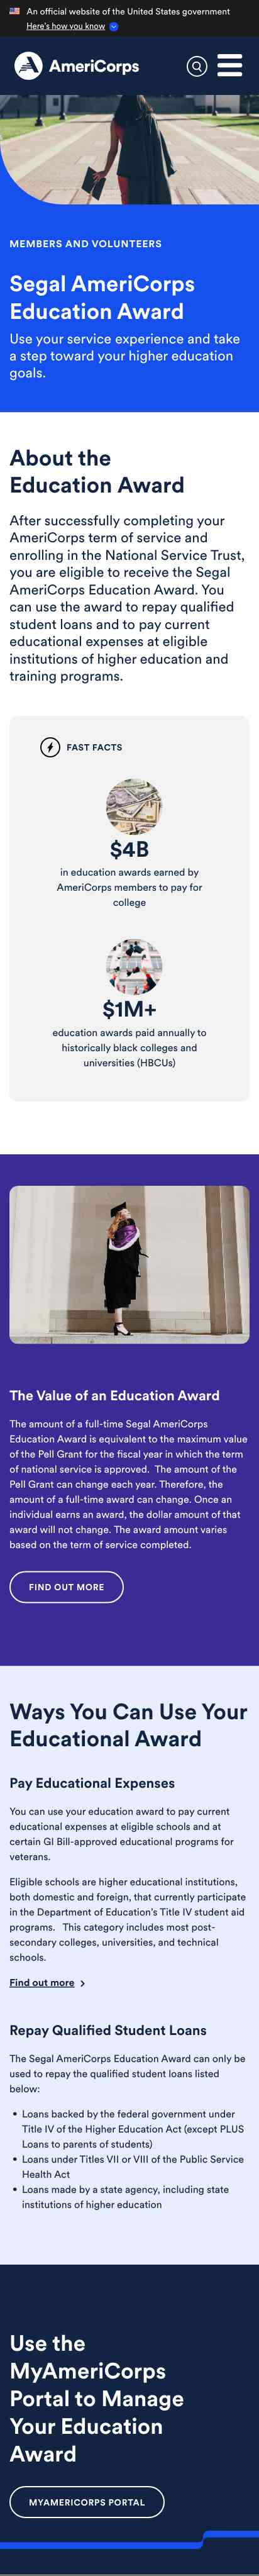 An official website of the United States government
Here's how you know
AmeriCorps
MEMBERS AND VOLUNTEERS
Segal AmeriCorps
Education Award
Use your service experience and take
a step toward your higher education
goals.
About the
Education Award
After successfully completing your
AmeriCorps term of service and
enrolling in the National Service Trust,
you are eligible to receive the Segal
AmeriCorps Education Award. You
can use the award to repay qualified
student loans and to pay current
educational expenses at eligible
institutions of higher education and
training programs.
FAST FACTS
$4B
in education awards earned by
AmeriCorps members to pay for
college
$1M+
education awards paid annually to
historically black colleges and
universities (HBCUs)
The Value of an Education Award
The amount of a full-time Segal AmeriCorps
Education Award is equivalent to the maximum value
of the Pell Grant for the fiscal year in which the term
of national service is approved.  The amount of the
Pell Grant can change each year. Therefore, the
amount of a full-time award can change. Once an
individual earns an award, the dollar amount of that
award will not change. The award amount varies
based on the term of service completed.
FIND OUT MORE
Ways You Can Use Your
Educational Award
Pay Educational Expenses
You can use your education award to pay current
educational expenses at eligible schools and at
certain GI Bill-approved educational programs for
veterans.
Eligible schools are higher educational institutions,
both domestic and foreign, that currently participate
in the Department of Education's Title IV student aid
programs.   This category includes most post-
secondary colleges, universities, and technical
schools.
Find out more >
Repay Qualified Student Loans
The Segal AmeriCorps Education Award can only be
used to repay the qualified student loans listed
below:
• Loans backed by the federal government under
Title IV of the Higher Education Act (except PLUS
Loans to parents of students)
• Loans under Titles VII or VIII of the Public Service
Health Act
• Loans made by a state agency, including state
institutions of higher education
Use the
MyAmeriCorps
Portal to Manage
Your Education
Award
MYAMERICORPS PORTAL